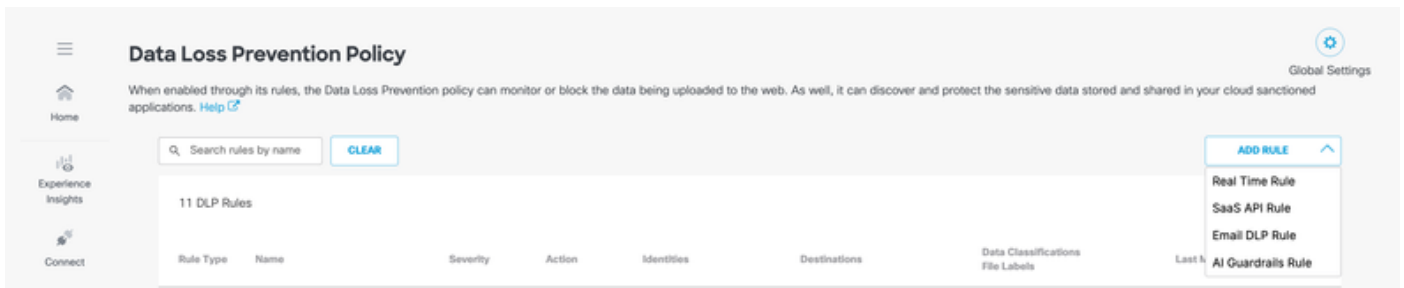 Data Loss Prevention Policy
Global Settings
When enabled through its rules, the Data Loss Prevention policy can monitor or block the data being uploaded to the web. As well, it can discover and protect the sensitive data stored and shared in your cloud sanctioned
applications. Help
Home
Search rules by name
CLEAR
ADD RULE
Experience
Insights
11 DLP Rules
Real Time Rule
SaaS API Rule
Email DLP Rule
AI Guardrails Rule
Connect
Rule Type
Name
Severity
Action
Identities
Destinations
Data Classifications
File Labels
Last